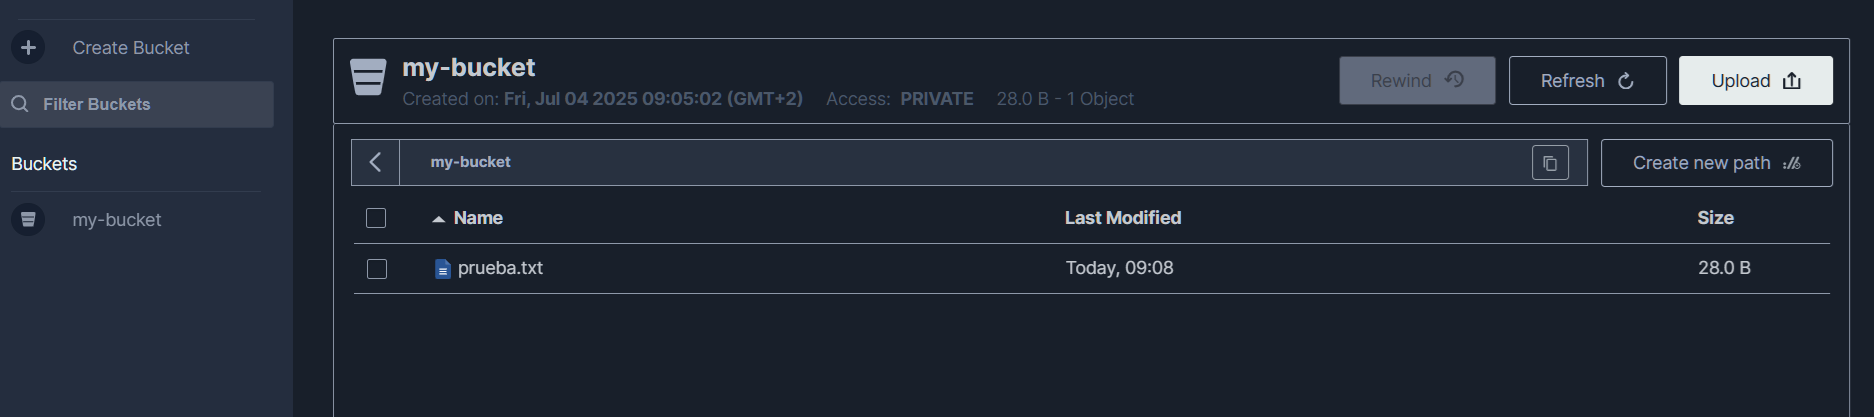 Create Bucket
Filter Buckets
Buckets
my-bucket
my-bucket
Created on: Fri, Jul 04 2025 09:05:02 (GMT+2) Access: PRIVATE 28.0 B - 1 Object
Rewind
Refresh
Upload
my-bucket
Create new path
Name Last Modified Size
prueba.txt Today, 09:08 28.0 B